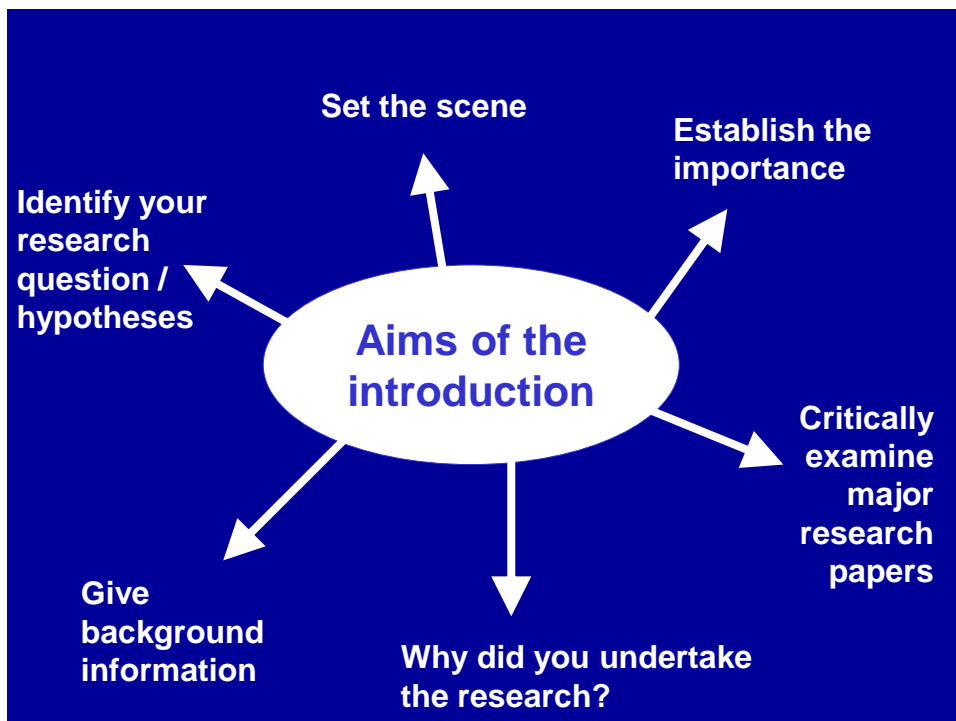 Set the scene
Establish the
importance
Identify your
research
question /
hypotheses
Aims of the
introduction
Critically
examine
major
research
papers
Give
background
information
Why did you undertake
the research?